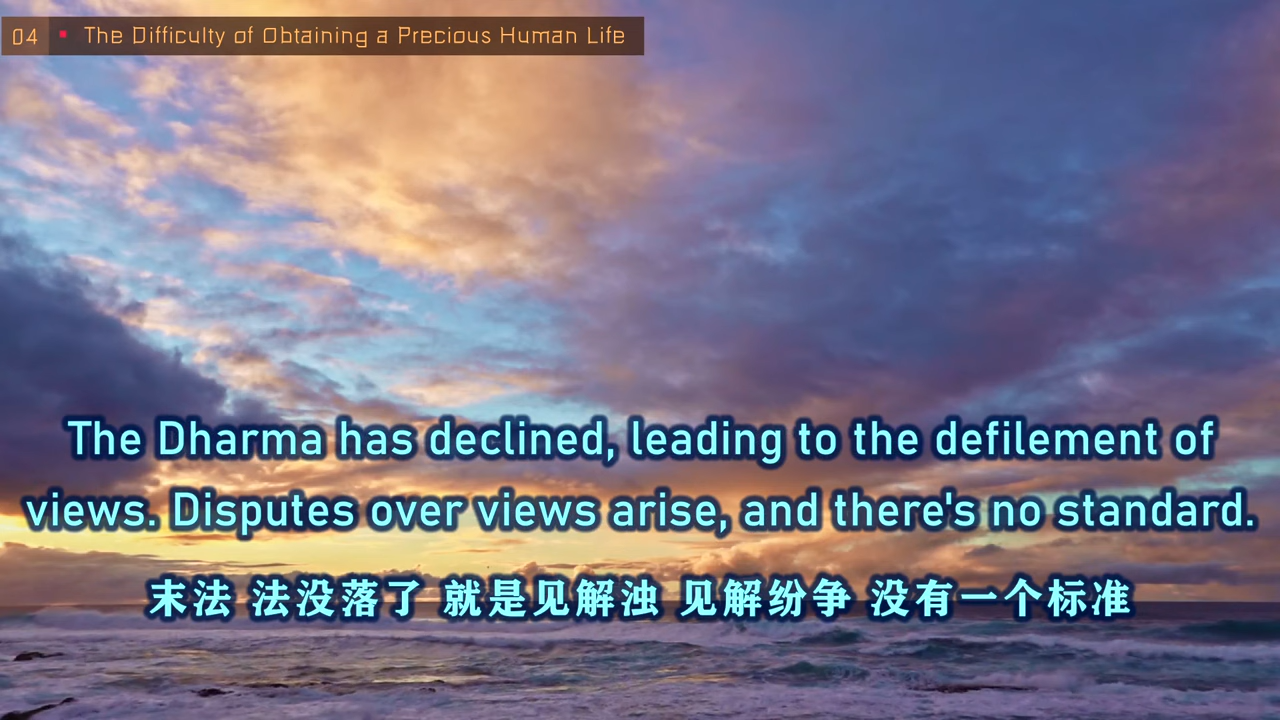 04 ▪ The Difficulty of Obtaining a Precious Human Life
The Dharma has declined, leading to the defilement of
views. Disputes over views arise, and there's no standard.
末法 法没落了 就是见解浊 见解纷争 没有一个标准